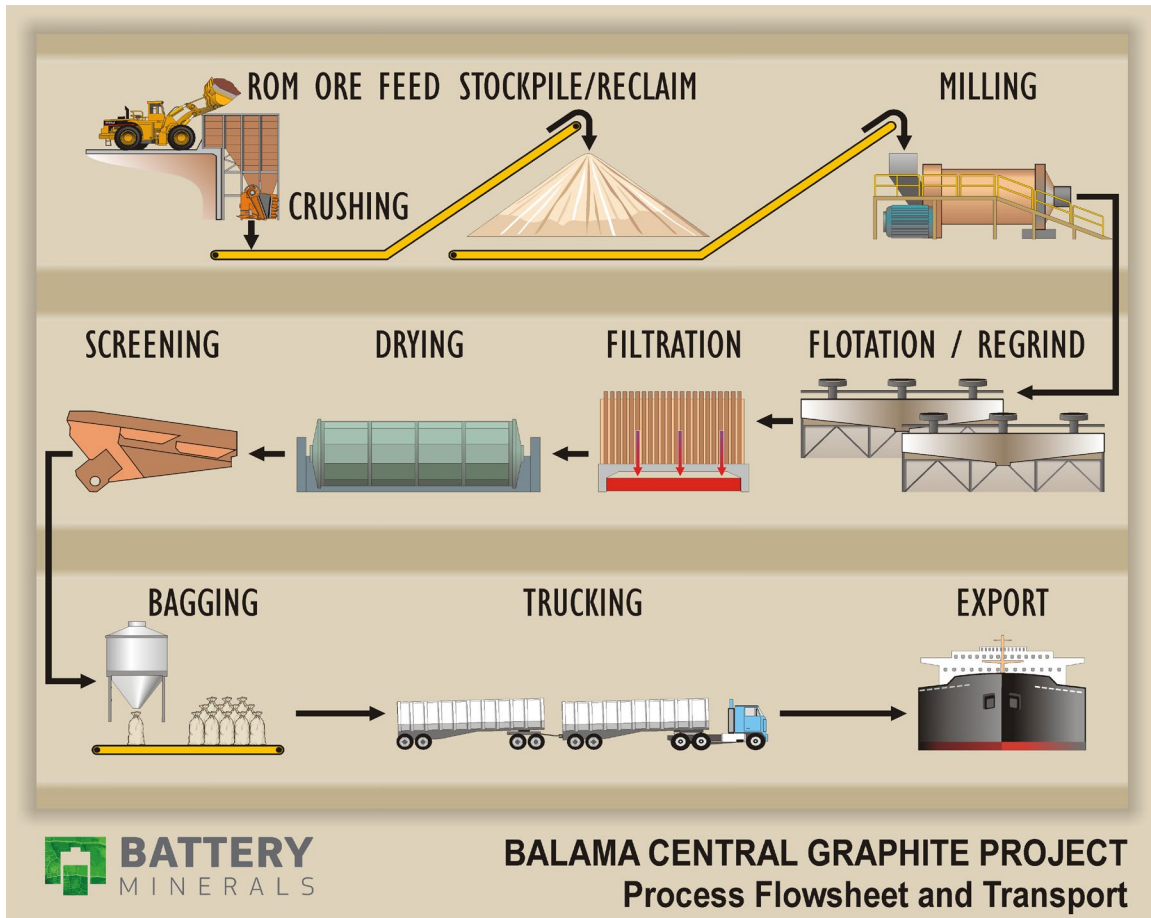 ROM ORE FEED STOCKPILE/RECLAIM
MILLING
CRUSHING
SCREENING
DRYING
FILTRATION
FLOTATION / REGRIND
BAGGING
TRUCKING
EXPORT
BATTERY
MINERALS
BALAMA CENTRAL GRAPHITE PROJECT
Process Flowsheet and Transport